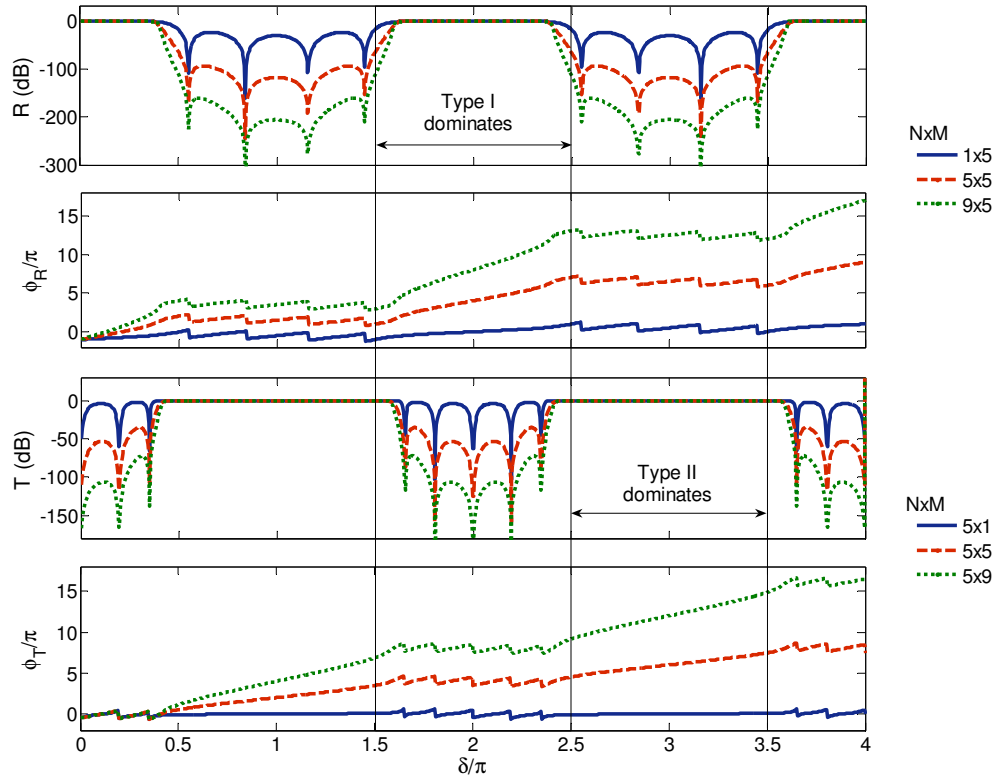 0
-100
-200
-300
R (dB)
Type I
dominates
NxM
1x5
5x5
9x5
15
10
5
0
ϕR/π
0
-50
-100
-150
T (dB)
Type II
dominates
NxM
5x1
5x5
5x9
15
10
5
0
ϕT/π
0 0.5 1 1.5 2 2.5 3 3.5 4
δ/π